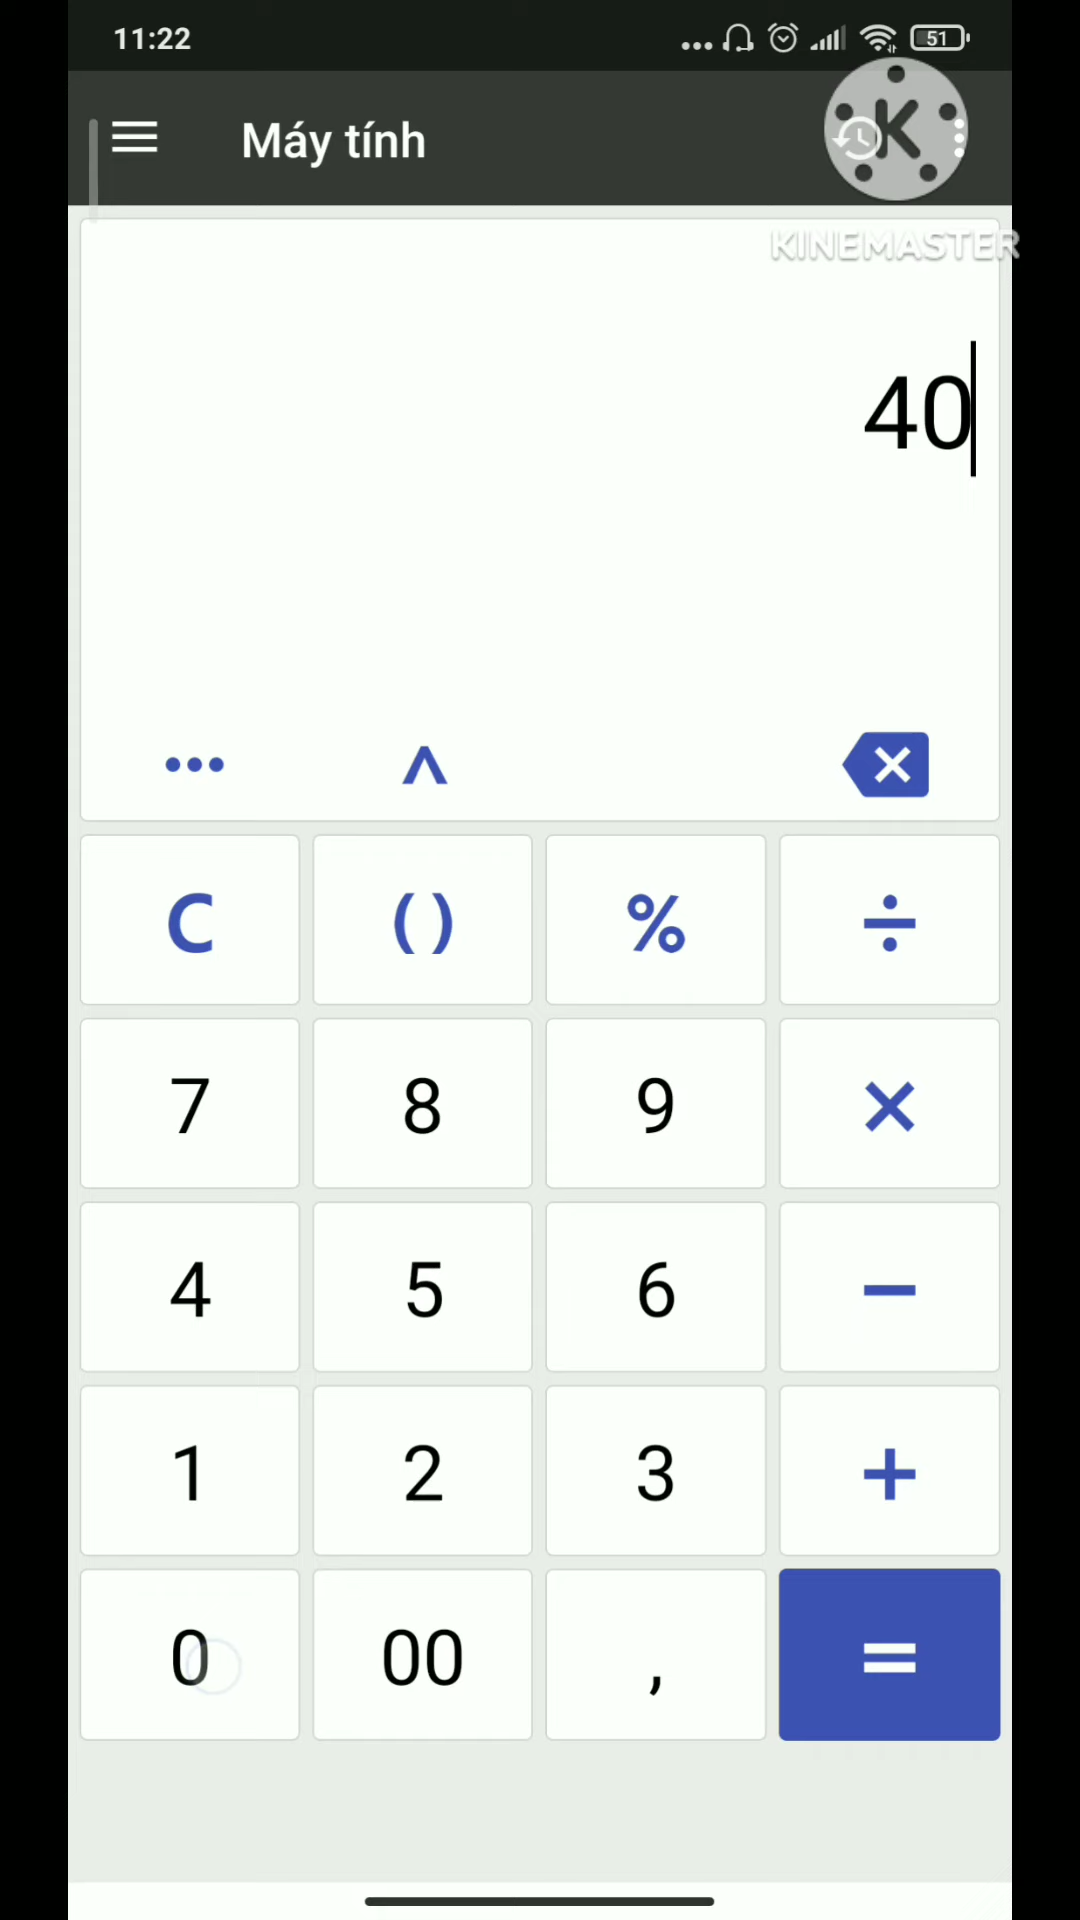 11:22
51
Máy tính
K
KINEMASTER
40
^
C ( ) % ÷
7 8 9 ×
4 5 6 −
1 2 3 +
0 00 , =